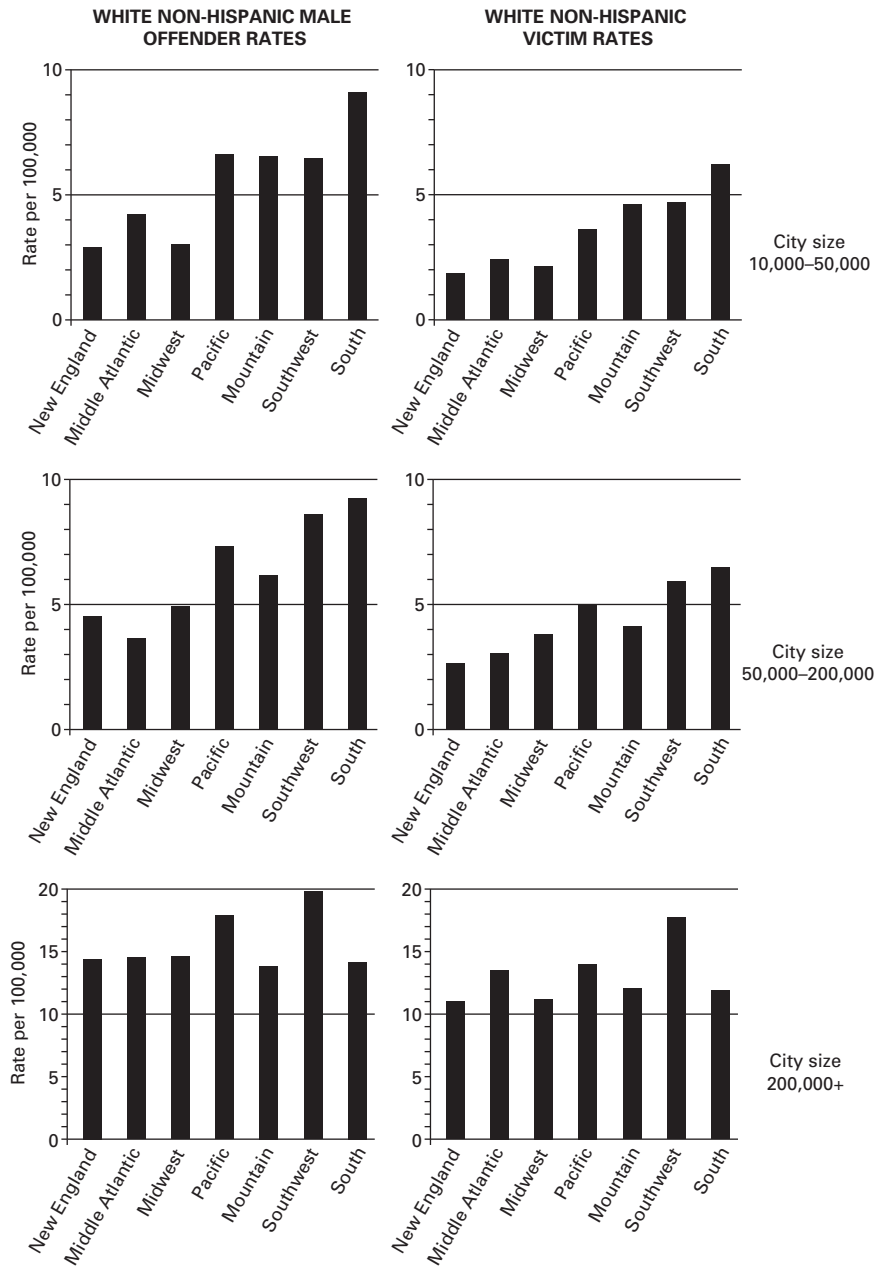 WHITE NON-HISPANIC MALE
OFFENDER RATES
WHITE NON-HISPANIC
VICTIM RATES
Rate per 100,000
10
5
0
New England
Middle Atlantic
Midwest
Pacific
Mountain
Southwest
South
10
5
0
New England
Middle Atlantic
Midwest
Pacific
Mountain
Southwest
South
City size
10,000–50,000
Rate per 100,000
10
5
0
New England
Middle Atlantic
Midwest
Pacific
Mountain
Southwest
South
10
5
0
New England
Middle Atlantic
Midwest
Pacific
Mountain
Southwest
South
City size
50,000–200,000
Rate per 100,000
20
15
10
5
0
New England
Middle Atlantic
Midwest
Pacific
Mountain
Southwest
South
20
15
10
5
0
New England
Middle Atlantic
Midwest
Pacific
Mountain
Southwest
South
City size
200,000+